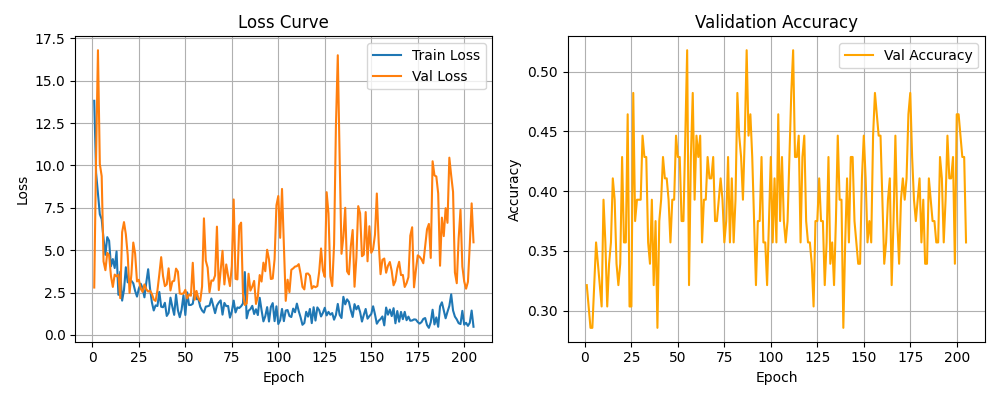 Loss Curve
17.5
15.0
12.5
10.0
7.5
5.0
2.5
0.0
Loss
0 25 50 75 100 125 150 175 200
Epoch
Train Loss
Val Loss
Validation Accuracy
0.50
0.45
0.40
0.35
0.30
Accuracy
0 25 50 75 100 125 150 175 200
Epoch
Val Accuracy